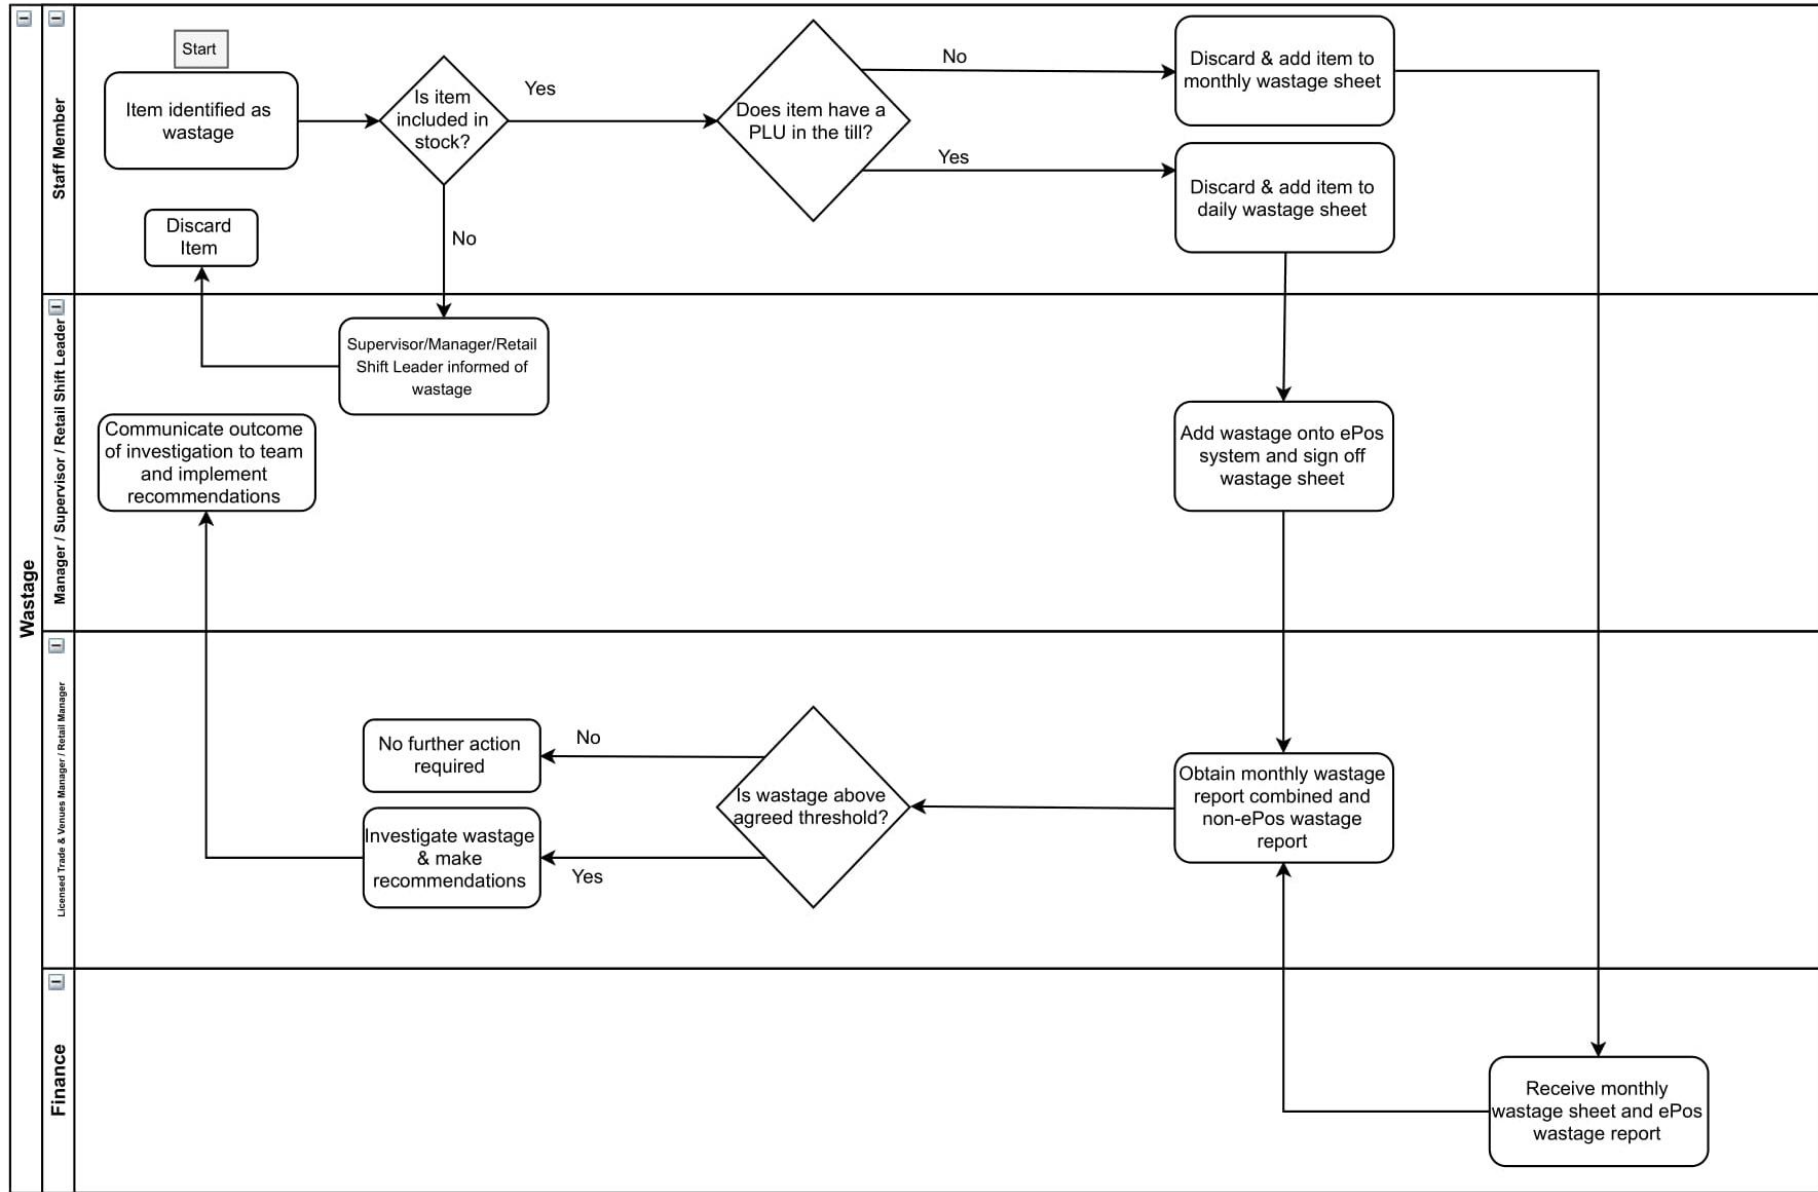 Wastage
Staff Member
Start
Item identified as
wastage
Is item
included in
stock?
Yes
No
Does item have a
PLU in the till?
No
Yes
Discard & add item to
monthly wastage sheet
Discard & add item to
daily wastage sheet
Discard
Item
Manager / Supervisor / Retail Shift Leader
Supervisor/Manager/Retail
Shift Leader informed of
wastage
Communicate outcome
of investigation to team
and implement
recommendations
Add wastage onto ePos
system and sign off
wastage sheet
Licensed Trade & Venues Manager / Retail Manager
No further action
required
No
Investigate wastage
& make
recommendations
Yes
Is wastage above
agreed threshold?
Obtain monthly wastage
report combined and
non-ePos wastage
report
Finance
Receive monthly
wastage sheet and ePos
wastage report